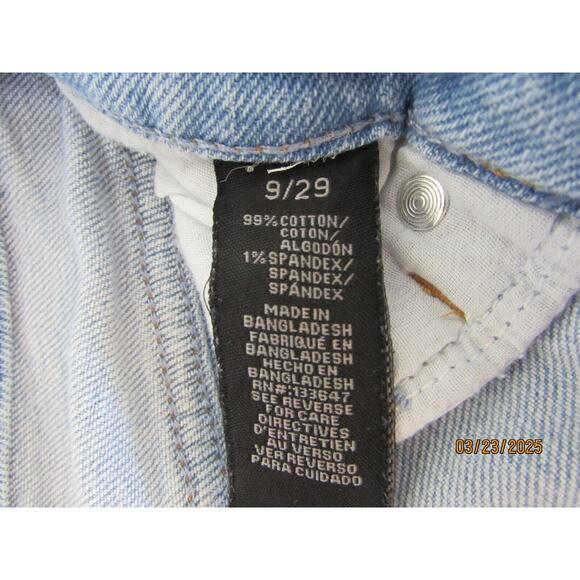 9/29
99% COTTON/
COTON/
ALGODÓN
1% SPANDEX/
SPANDEX/
SPÁNDEX
MADE IN
BANGLADESH
FABRIQUÉ EN
BANGLADESH
HECHO EN
BANGLADESH
RN#:133647
SEE REVERSE
FOR CARE
DIRECTIVES
D'ENTRETIEN
AU VERSO
VER REVERSO
PARA CUIDADO
03/23/2025